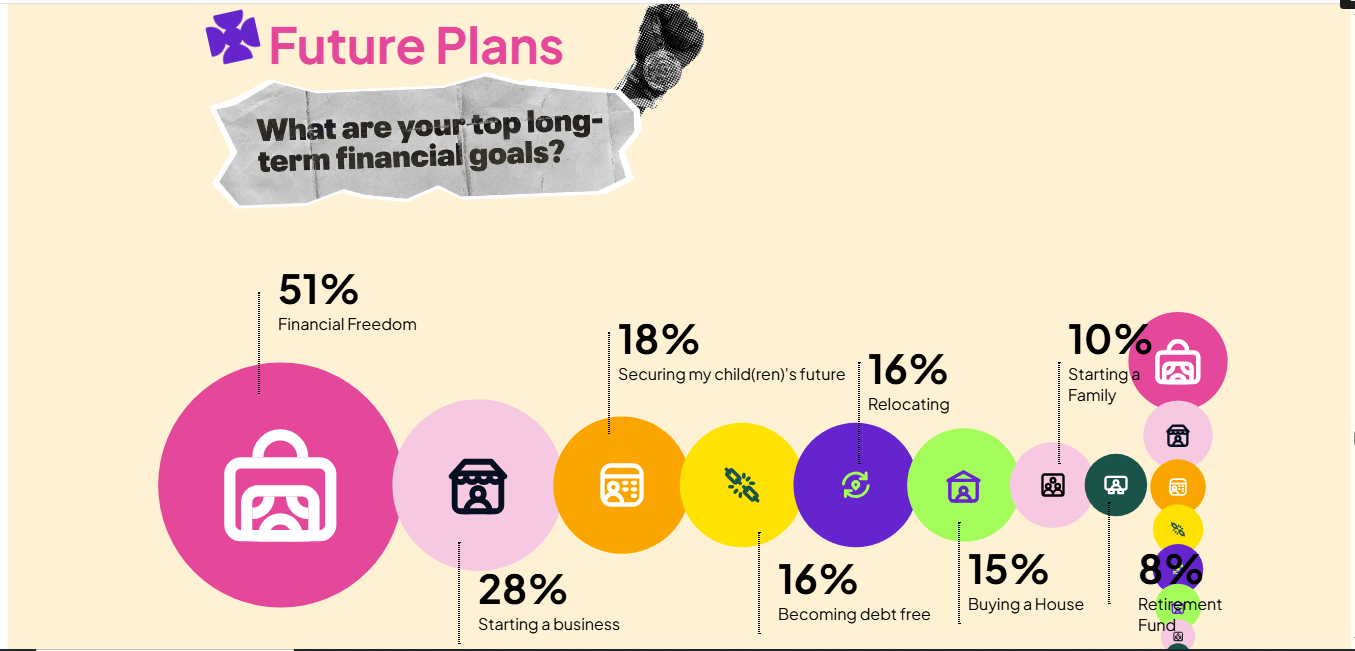 Future Plans
What are your top long-
term financial goals?
51%
Financial Freedom
18%
Securing my child(ren)'s future
16%
Relocating
10%
Starting a
Family
28%
Starting a business
16%
Becoming debt free
15%
Buying a House
8%
Retirement
Fund